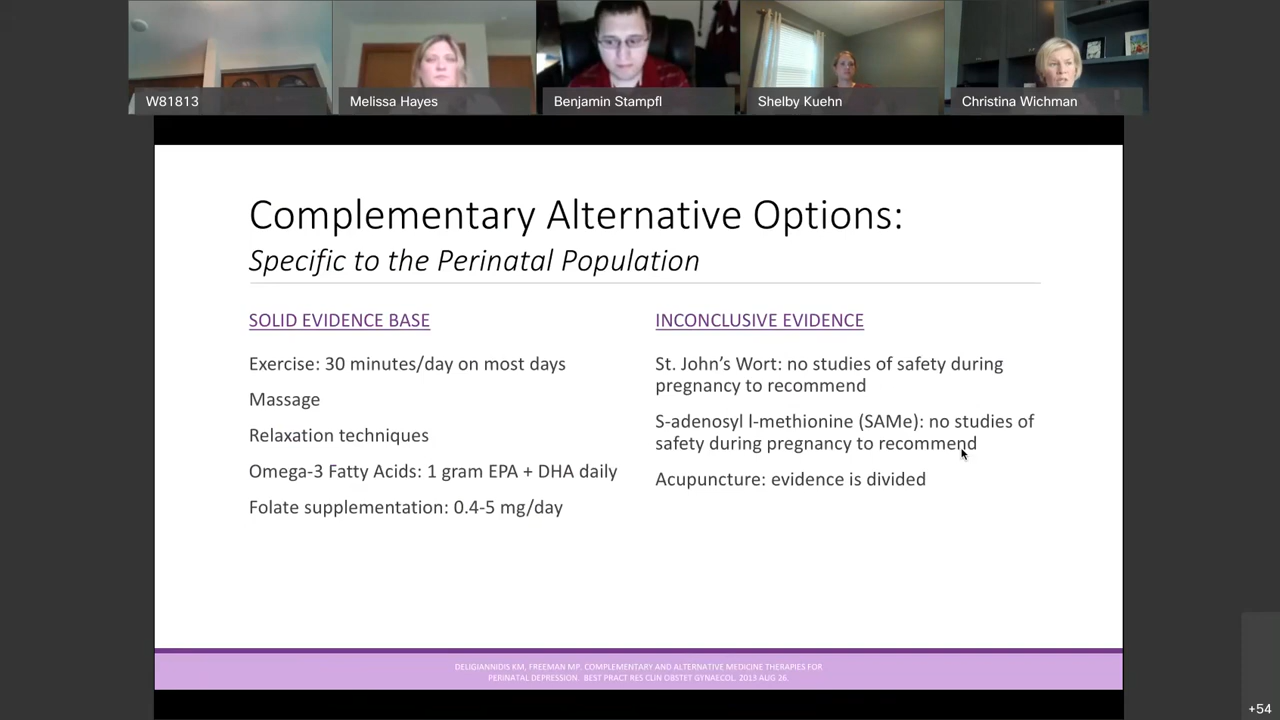 W81813
Melissa Hayes
Benjamin Stampfl
Shelby Kuehn
Christina Wichman
Complementary Alternative Options:
Specific to the Perinatal Population
SOLID EVIDENCE BASE
Exercise: 30 minutes/day on most days
Massage
Relaxation techniques
Omega-3 Fatty Acids: 1 gram EPA + DHA daily
Folate supplementation: 0.4-5 mg/day
INCONCLUSIVE EVIDENCE
St. John’s Wort: no studies of safety during
pregnancy to recommend
S-adenosyl l-methionine (SAMe): no studies of
safety during pregnancy to recommend
Acupuncture: evidence is divided
DELIGIANNIDIS KM, FREEMAN MP. COMPLEMENTARY AND ALTERNATIVE MEDICINE THERAPIES FOR
PERINATAL DEPRESSION. BEST PRACT RES CLIN OBSTET GYNAECOL. 2013 AUG 26.
+54